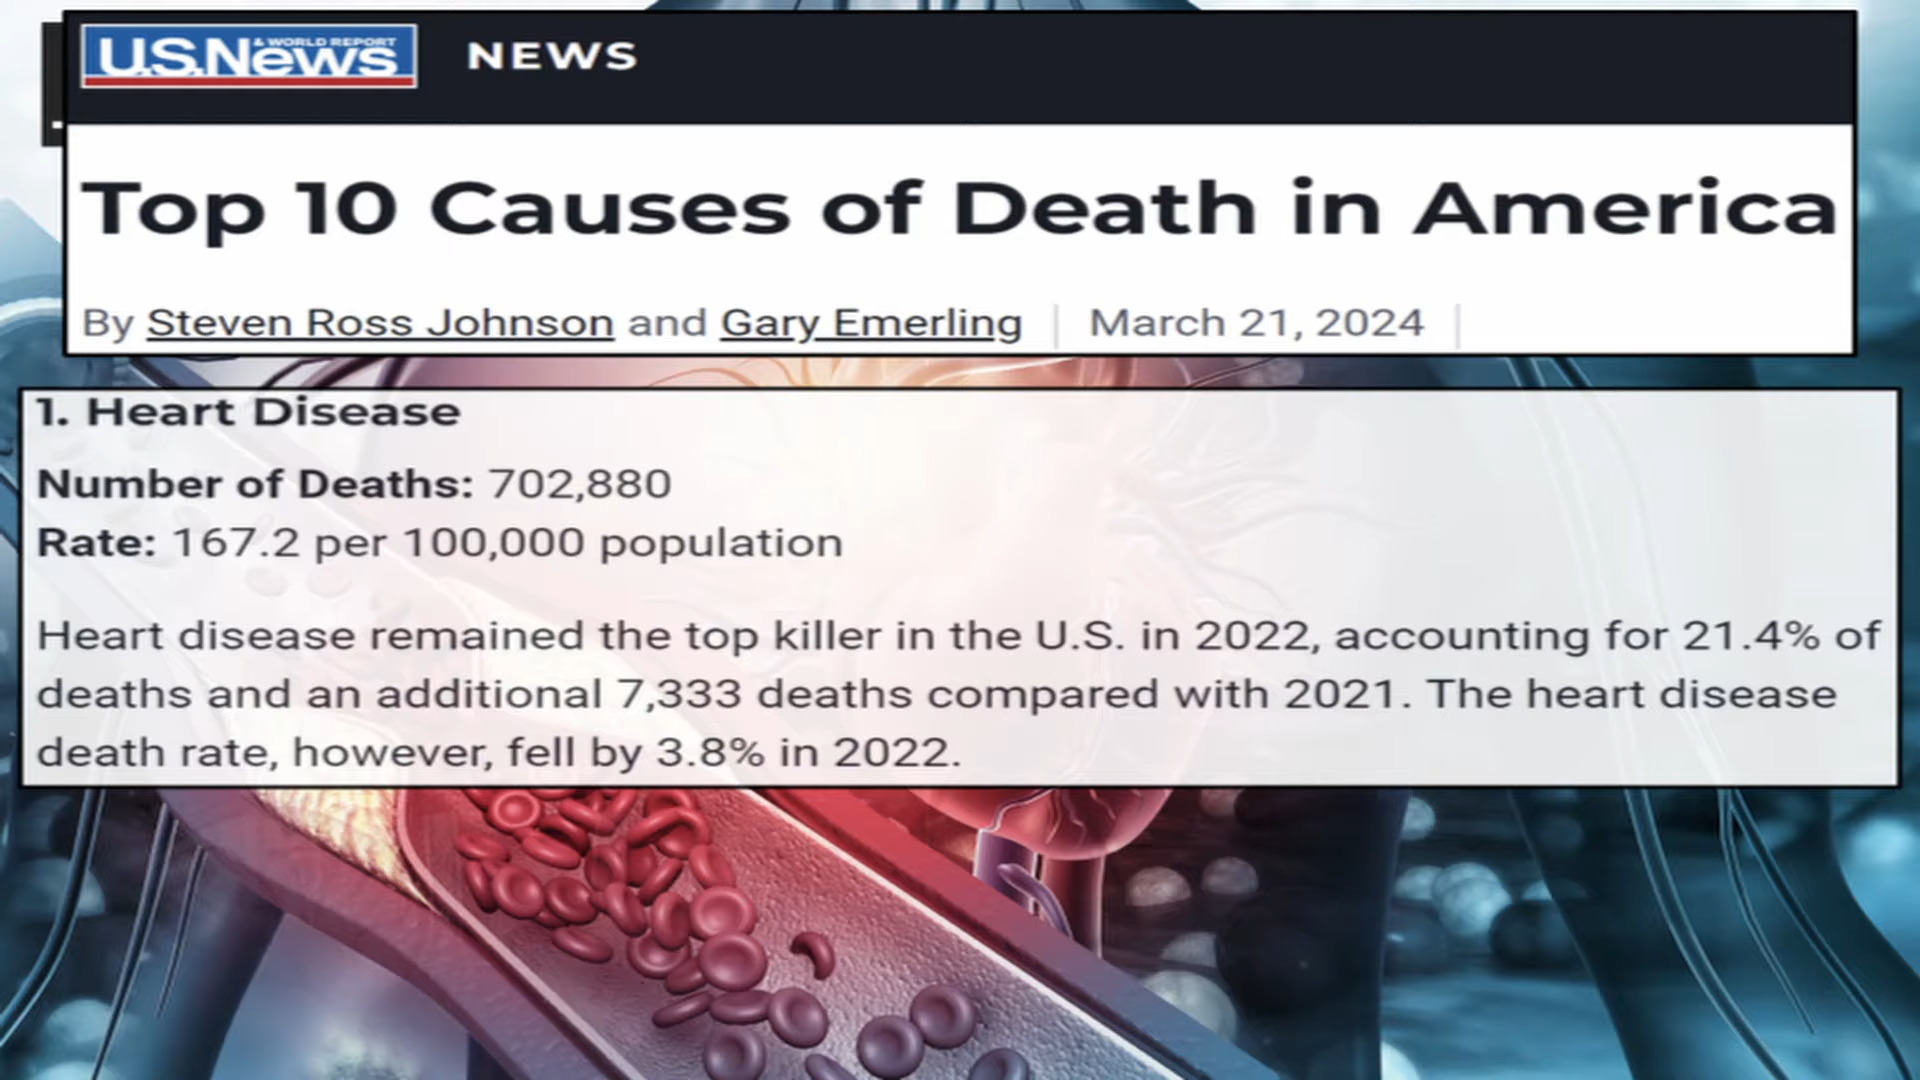 U.S.News
& WORLD REPORT
NEWS
Top 10 Causes of Death in America
By Steven Ross Johnson and Gary Emerling | March 21, 2024 |
1. Heart Disease
Number of Deaths: 702,880
Rate: 167.2 per 100,000 population
Heart disease remained the top killer in the U.S. in 2022, accounting for 21.4% of
deaths and an additional 7,333 deaths compared with 2021. The heart disease
death rate, however, fell by 3.8% in 2022.